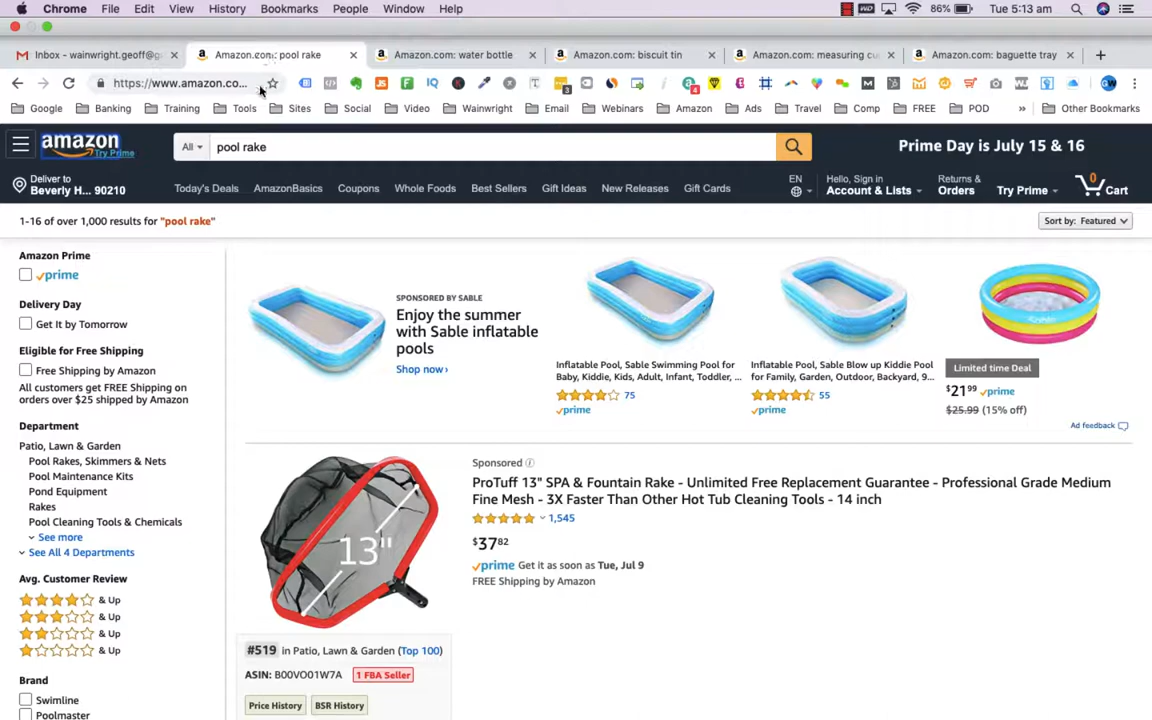 Chrome File Edit View History Bookmarks People Window Help 86% Tue 5:13 am
Inbox - wainwright.geoff@g Amazon.com: pool rake Amazon.com: water bottle Amazon.com: biscuit tin Amazon.com: measuring cu Amazon.com: baguette tray
https://www.amazon.co...
Google Banking Training Tools Sites Social Video Wainwright Email Webinars Amazon Ads Travel Comp FREE POD » Other Bookmarks
amazon All pool rake Prime Day is July 15 & 16
Try Prime
Deliver to
Beverly H... 90210
Today's Deals AmazonBasics Coupons Whole Foods Best Sellers Gift Ideas New Releases Gift Cards
EN Hello, Sign in Returns & 0
Account & Lists Orders Try Prime Cart
1-16 of over 1,000 results for "pool rake" Sort by: Featured
Amazon Prime
prime
Delivery Day
Get It by Tomorrow
Eligible for Free Shipping
Free Shipping by Amazon
All customers get FREE Shipping on
orders over $25 shipped by Amazon
Department
Patio, Lawn & Garden
Pool Rakes, Skimmers & Nets
Pool Maintenance Kits
Pond Equipment
Rakes
Pool Cleaning Tools & Chemicals
See more
See All 4 Departments
Avg. Customer Review
& Up
& Up
& Up
& Up
Brand
Swimline
Poolmaster
SPONSORED BY SABLE
Enjoy the summer
with Sable inflatable
pools
Shop now›
Inflatable Pool, Sable Swimming Pool for
Baby, Kiddie, Kids, Adult, Infant, Toddler, ...
75
prime
Inflatable Pool, Sable Blow up Kiddie Pool
for Family, Garden, Outdoor, Backyard, 9...
55
prime
Limited time Deal
$21 99 prime
$25.99 (15% off)
Ad feedback
13"
Sponsored
ProTuff 13" SPA & Fountain Rake - Unlimited Free Replacement Guarantee - Professional Grade Medium
Fine Mesh - 3X Faster Than Other Hot Tub Cleaning Tools - 14 inch
1,545
$37 82
prime Get it as soon as Tue, Jul 9
FREE Shipping by Amazon
#519 in Patio, Lawn & Garden (Top 100)
ASIN: B00VO01W7A 1 FBA Seller
Price History BSR History